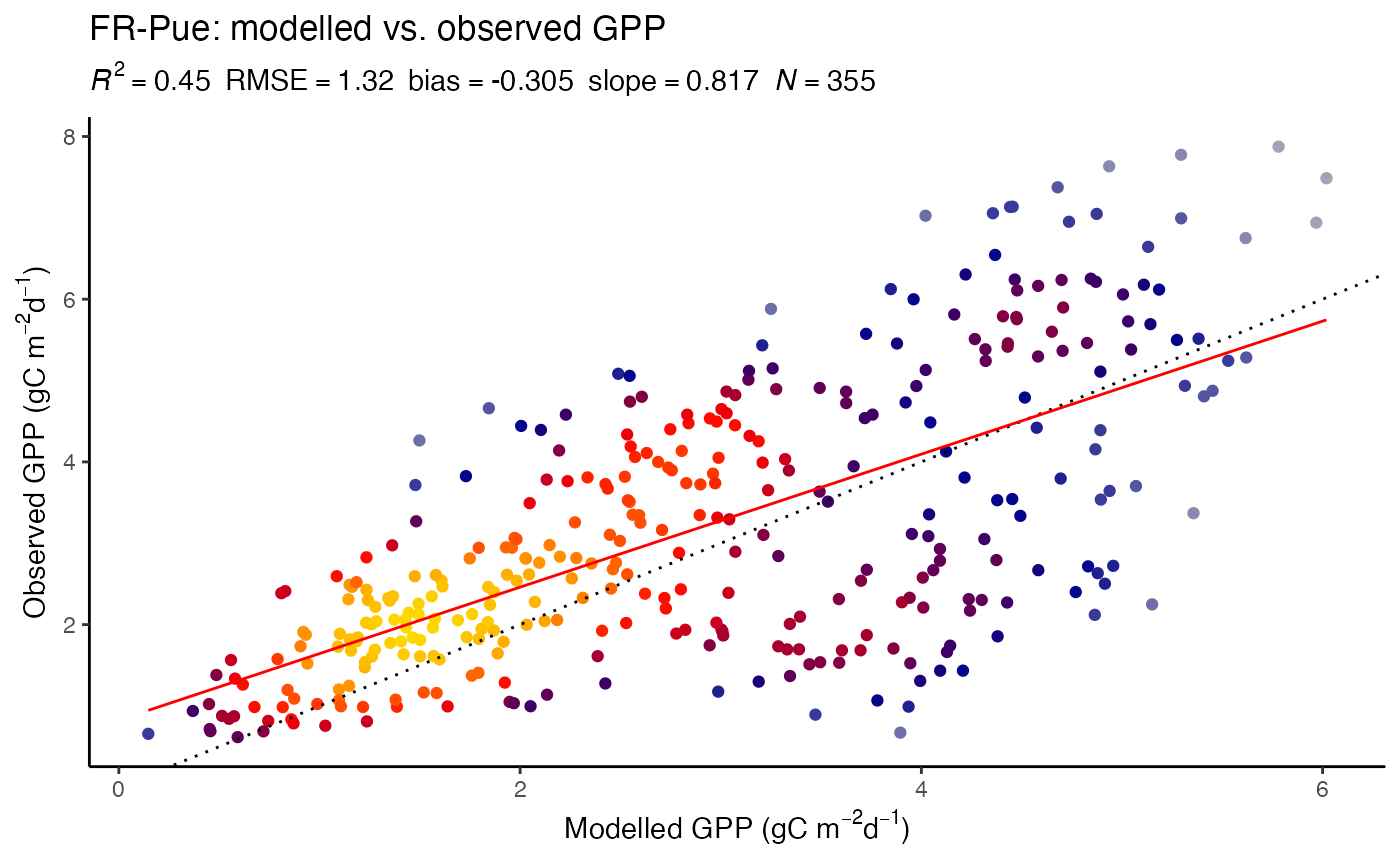 FR-Pue: modelled vs. observed GPP
R² = 0.45 RMSE = 1.32 bias = -0.305 slope = 0.817 N = 355
Observed GPP (gC m⁻²d⁻¹)
8
6
4
2
0 2 4 6
Modelled GPP (gC m⁻²d⁻¹)